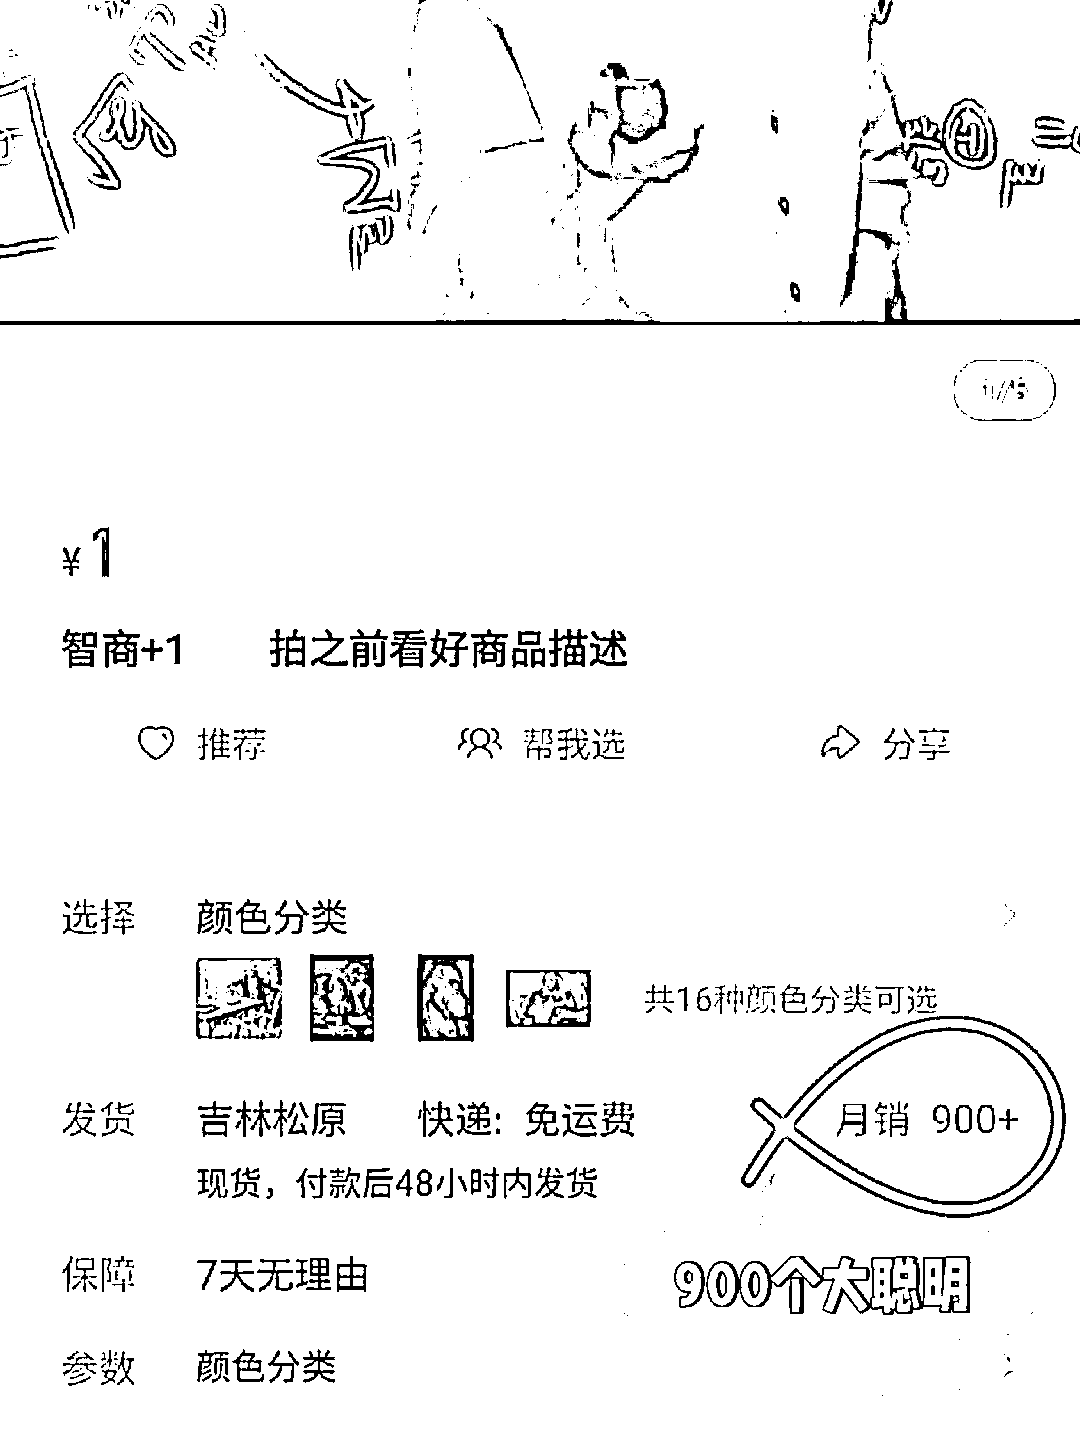 ¥1
智商+1 拍之前看好商品描述
推荐 帮我选 分享
选择 颜色分类
共16种颜色分类可选
发货 吉林松原 快递: 免运费 月销 900+
现货，付款后48小时内发货
保障 7天无理由
900个大聪明
参数 颜色分类